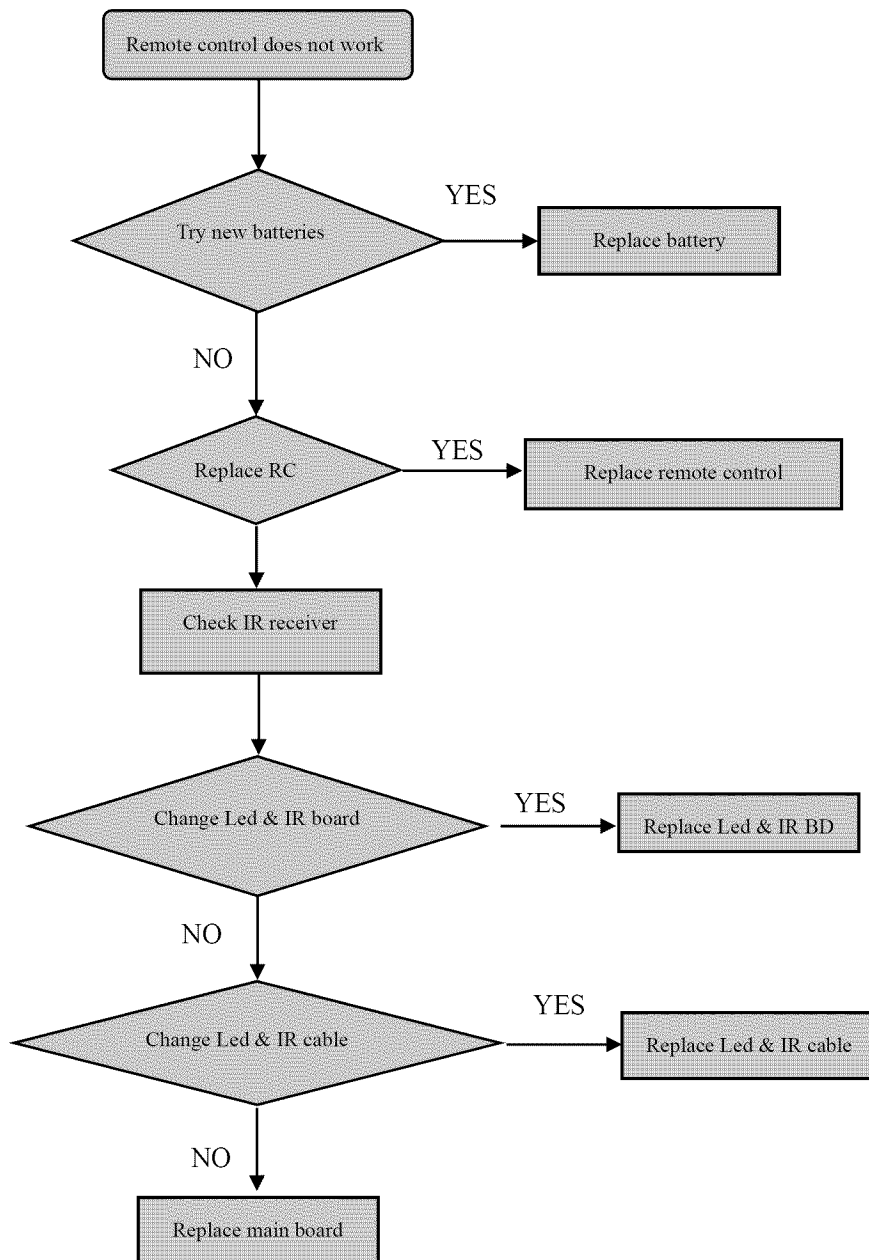 Remote control does not work
Try new batteries
YES
Replace battery
NO
Replace RC
YES
Replace remote control
Check IR receiver
Change Led & IR board
YES
Replace Led & IR BD
NO
Change Led & IR cable
YES
Replace Led & IR cable
NO
Replace main board